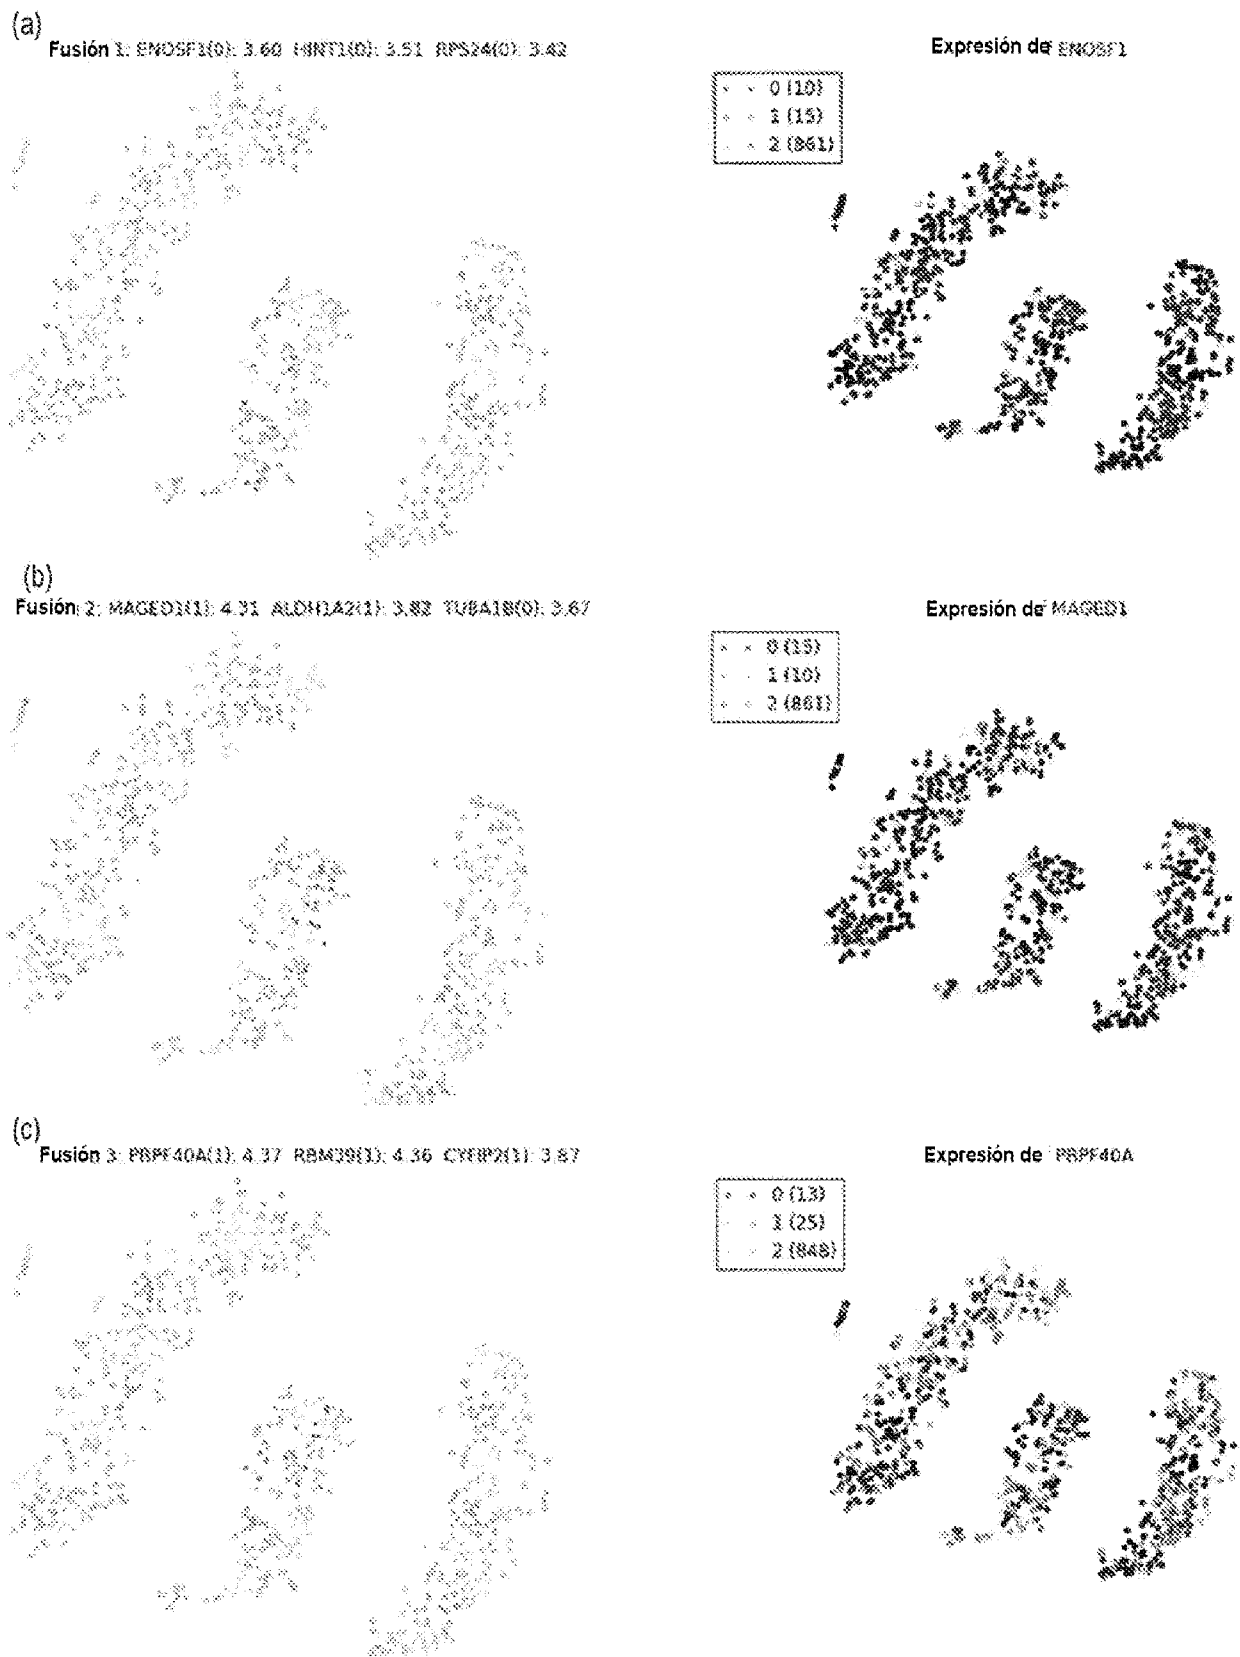 (a)
Fusión 1: ENOSF1(0): 3.60 HINT1(0): 3.51 RPS24(0): 3.42
Expresión de ENOSF1
0 (10)
1 (15)
2 (861)
(b)
Fusión 2: MAGED1(1): 4.31 ALDH1A2(1): 3.82 TUBA1B(0): 3.67
Expresión de MAGED1
0 (15)
1 (10)
2 (861)
(c)
Fusión 3: PRPF40A(1): 4.37 RBM39(1): 4.36 CYFIP2(1): 3.87
Expresión de PRPF40A
0 (13)
1 (25)
2 (848)